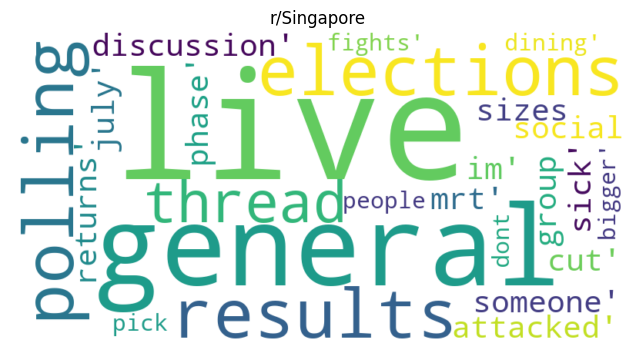 r/Singapore
discussion'
fights'
dining'
elections
polling
live
july'
phase'
sizes
social
returns'
im'
thread
people
mrt'
dont
group
sick'
bigger'
general
cut'
results
someone'
pick
attacked'